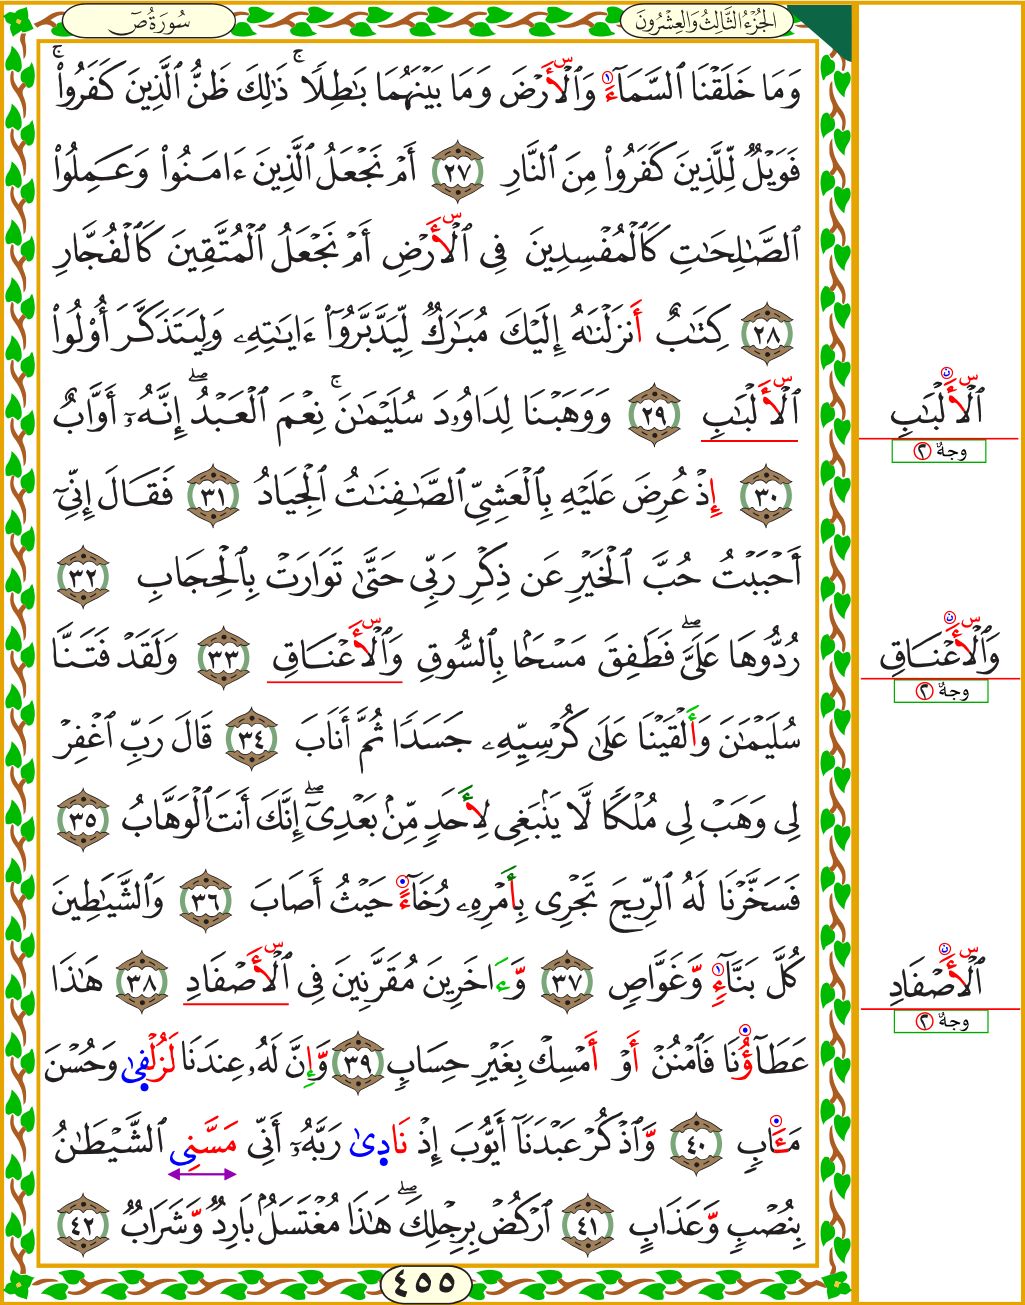 الجُزْءُ الثَّالِثُ وَالعِشْرُونَ
سُورَةُ صٓ
وَمَا خَلَقْنَا ٱلسَّمَآءَ وَٱلْأَرْضَ وَمَا بَيْنَهُمَا بَٰطِلًاۚ ذَٰلِكَ ظَنُّ ٱلَّذِينَ كَفَرُوا۟ۚ
فَوَيْلٌ لِّلَّذِينَ كَفَرُوا۟ مِنَ ٱلنَّارِ ٢٧ أَمْ نَجْعَلُ ٱلَّذِينَ ءَامَنُوا۟ وَعَمِلُوا۟
ٱلصَّٰلِحَٰتِ كَٱلْمُفْسِدِينَ فِى ٱلْأَرْضِ أَمْ نَجْعَلُ ٱلْمُتَّقِينَ كَٱلْفُجَّارِ
٢٨ كِتَٰبٌ أَنزَلْنَٰهُ إِلَيْكَ مُبَٰرَكٌ لِّيَدَّبَّرُوٓا۟ ءَايَٰتِهِۦ وَلِيَتَذَكَّرَ أُو۟لُوا۟
ٱلْأَلْبَٰبِ ٢٩ وَوَهَبْنَا لِدَاوُۥدَ سُلَيْمَٰنَۚ نِعْمَ ٱلْعَبْدُۖ إِنَّهُۥٓ أَوَّابٌ
٣٠ إِذْ عُرِضَ عَلَيْهِ بِٱلْعَشِىِّ ٱلصَّٰفِنَٰتُ ٱلْجِيَادُ ٣١ فَقَالَ إِنِّىٓ
أَحْبَبْتُ حُبَّ ٱلْخَيْرِ عَن ذِكْرِ رَبِّى حَتَّىٰ تَوَارَتْ بِٱلْحِجَابِ ٣٢
رُدُّوهَا عَلَىَّۖ فَطَفِقَ مَسْحًۢا بِٱلسُّوقِ وَٱلْأَعْنَاقِ ٣٣ وَلَقَدْ فَتَنَّا
سُلَيْمَٰنَ وَأَلْقَيْنَا عَلَىٰ كُرْسِيِّهِۦ جَسَدًا ثُمَّ أَنَابَ ٣٤ قَالَ رَبِّ ٱغْفِرْ
لِى وَهَبْ لِى مُلْكًا لَّا يَنۢبَغِى لِأَحَدٍ مِّنۢ بَعْدِىٓۖ إِنَّكَ أَنتَ ٱلْوَهَّابُ ٣٥
فَسَخَّرْنَا لَهُ ٱلرِّيحَ تَجْرِى بِأَمْرِهِۦ رُخَآءً حَيْثُ أَصَابَ ٣٦ وَٱلشَّيَٰطِينَ
كُلَّ بَنَّآءٍ وَغَوَّاصٍ ٣٧ وَءَاخَرِينَ مُقَرَّنِينَ فِى ٱلْأَصْفَادِ ٣٨ هَٰذَا
عَطَآؤُنَا فَٱمْنُنْ أَوْ أَمْسِكْ بِغَيْرِ حِسَابٍ ٣٩ وَإِنَّ لَهُۥ عِندَنَا لَزُلْفَىٰ وَحُسْنَ
مَـَٔابٍ ٤٠ وَٱذْكُرْ عَبْدَنَآ أَيُّوبَ إِذْ نَادَىٰ رَبَّهُۥٓ أَنِّى مَسَّنِىَ ٱلشَّيْطَٰنُ
بِنُصْبٍ وَعَذَابٍ ٤١ ٱرْكُضْ بِرِجْلِكَۖ هَٰذَا مُغْتَسَلٌۢ بَارِدٌ وَشَرَابٌ ٤٢
٤٥٥
ٱلْأَلْبَٰبِ
وجهٌ ٢
وَٱلْأَعْنَاقِ
وجهٌ ٢
ٱلْأَصْفَادِ
وجهٌ ٢